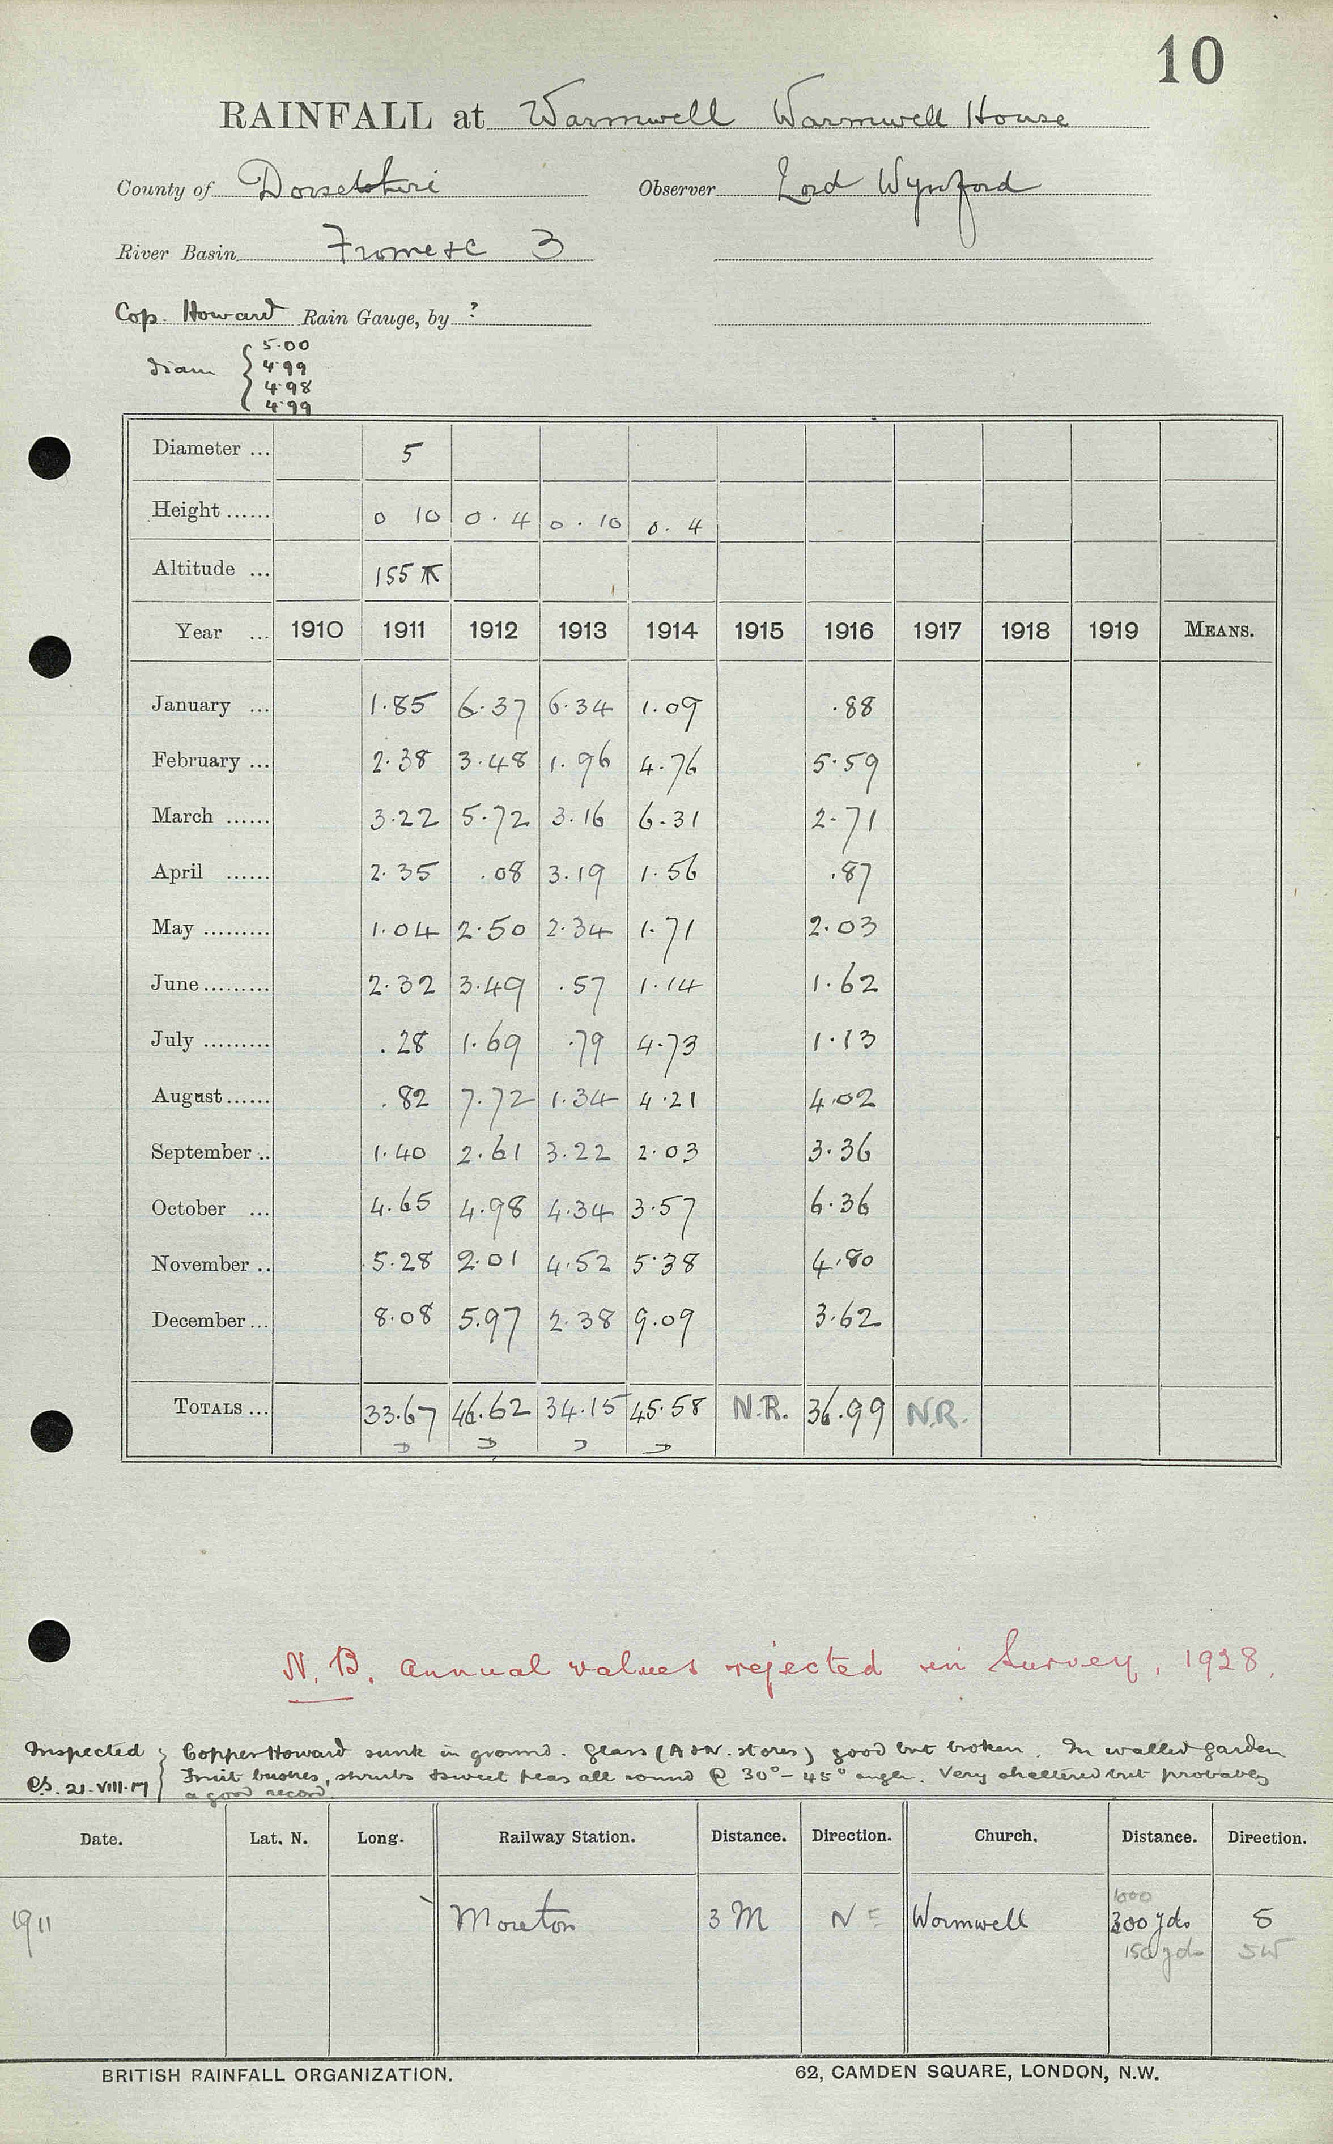 10
RAINFALL at Warmwell Warmwell House
County of Dorsetshire Observer Lord Wynford
River Basin Frome &c 3
Cop. Howard Rain Gauge, by ?
diam { 5.00
4.99
4.98
4.99
Diameter ... 5
Height ...... 0 10 0.4 0.10 0.4
Altitude ... 155
Year ... 1910 1911 1912 1913 1914 1915 1916 1917 1918 1919 MEANS.
January ... 1.85 6.37 6.34 1.09 .88
February ... 2.38 3.48 1.96 4.76 5.59
March ...... 3.22 5.72 3.16 6.31 2.71
April ...... 2.35 .08 3.19 1.56 .87
May ......... 1.04 2.50 2.34 1.71 2.03
June ......... 2.32 3.49 .57 1.14 1.62
July ......... .28 1.69 .79 4.73 1.13
August ...... .82 7.72 1.34 4.21 4.02
September .. 1.40 2.61 3.22 2.03 3.36
October ... 4.65 4.98 4.34 3.57 6.36
November .. 5.28 2.01 4.52 5.38 4.80
December ... 8.08 5.97 2.38 9.09 3.62
TOTALS ... 33.67 46.62 34.15 45.58 N.R. 36.99 N.R.
N.B. Annual values rejected in Survey, 1928.
Inspected } Copper Howard sunk in ground. Glass (A & N. stores) good but broken. In walled garden
21.VIII.17 } Fruit bushes, shrubs & sweet peas all round @ 30°–45° angle. Very sheltered but probably
a good record.
Date. Lat. N. Long. Railway Station. Distance. Direction. Church. Distance. Direction.
600
1911 Moreton 3 M NE Warmwell 300 yds S
150 yds SW
BRITISH RAINFALL ORGANIZATION. 62, CAMDEN SQUARE, LONDON, N.W.